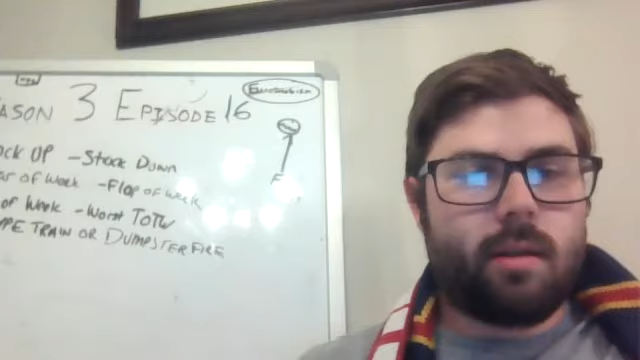 ASON 3 EPISODE 16
CK UP - Stock Down
of week - Flop of week
of week - Worst TOTW
PE TRAIN OR DUMPSTER FIRE
F